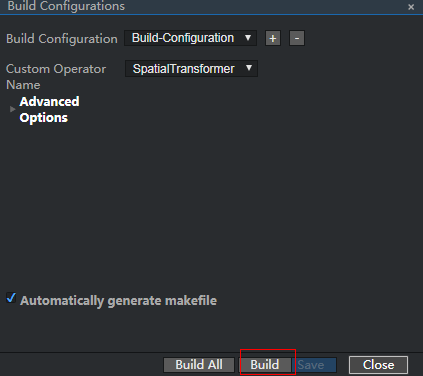 Build Configurations ×
Build Configuration Build-Configuration ▼ + -
Custom Operator SpatialTransformer ▼
Name
Advanced
Options
Automatically generate makefile
Build All Build Save Close